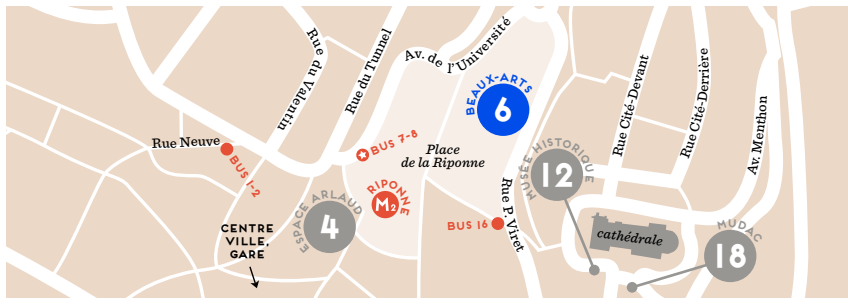 Rue du Valentin
Rue du Tunnel
Av. de l'Université
BEAUX-ARTS
6
Rue Cité-Devant
Rue Cité-Derrière
Av. Menthon
Rue Neuve
BUS 1-2
BUS 7-8
Place
de la Riponne
MUSÉE HISTORIQUE
12
RIPONNE
M2
ESPACE ARLAUD
4
Rue P. Viret
BUS 16
CENTRE
VILLE,
GARE
cathédrale
MUDAC
18